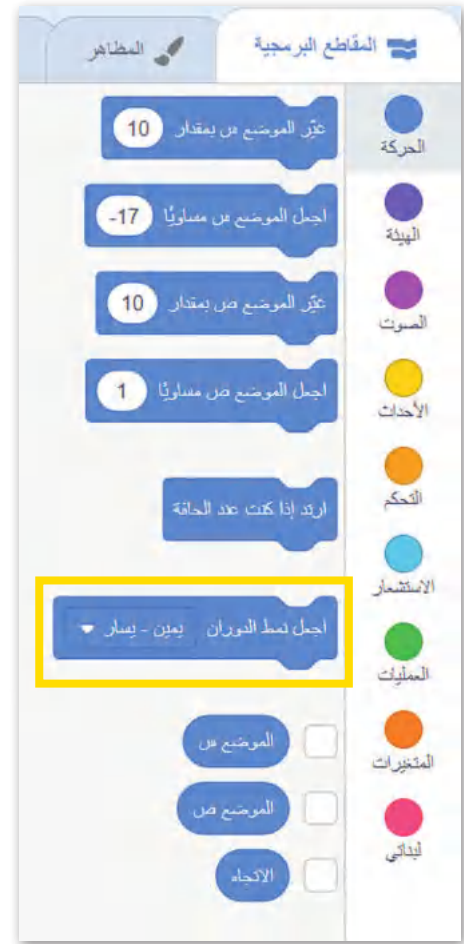 المقاطع البرمجية
المظاهر
الحركة
الهيئة
الصوت
الأحداث
التحكم
الاستشعار
العمليات
المتغيرات
لبناتي
غيِّر الموضع س بمقدار 10
اجعل الموضع س مساويًا -17
غيِّر الموضع ص بمقدار 10
اجعل الموضع ص مساويًا 1
ارتد إذا كنت عند الحافة
اجعل نمط الدوران يمين - يسار
الموضع س
الموضع ص
الاتجاه